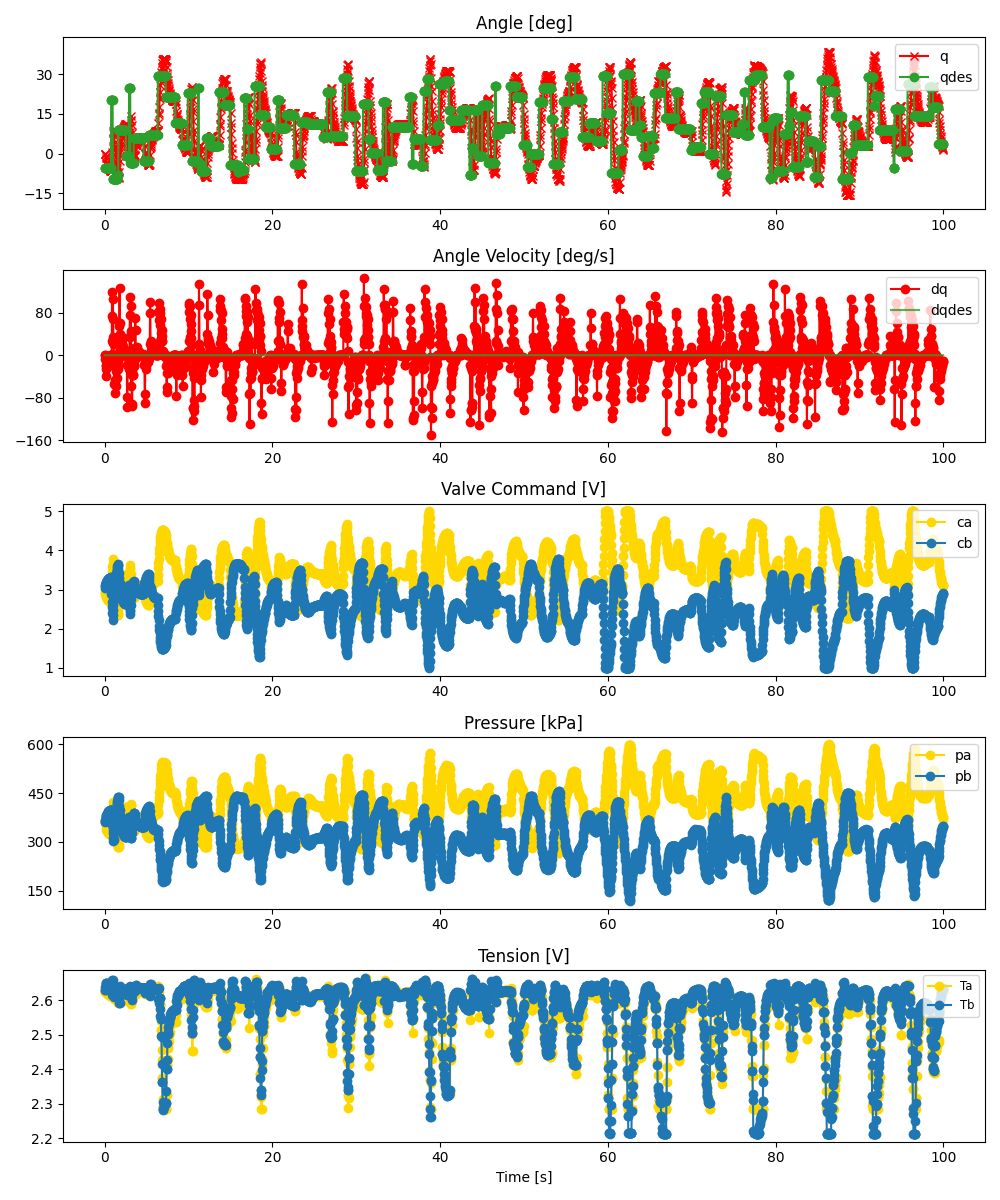 Angle [deg]
30
15
0
−15
q
qdes
0 20 40 60 80 100
Angle Velocity [deg/s]
80
0
−80
−160
dq
dqdes
0 20 40 60 80 100
Valve Command [V]
5
4
3
2
1
ca
cb
0 20 40 60 80 100
Pressure [kPa]
600
450
300
150
pa
pb
0 20 40 60 80 100
Tension [V]
2.6
2.5
2.4
2.3
2.2
Ta
Tb
0 20 40 60 80 100
Time [s]